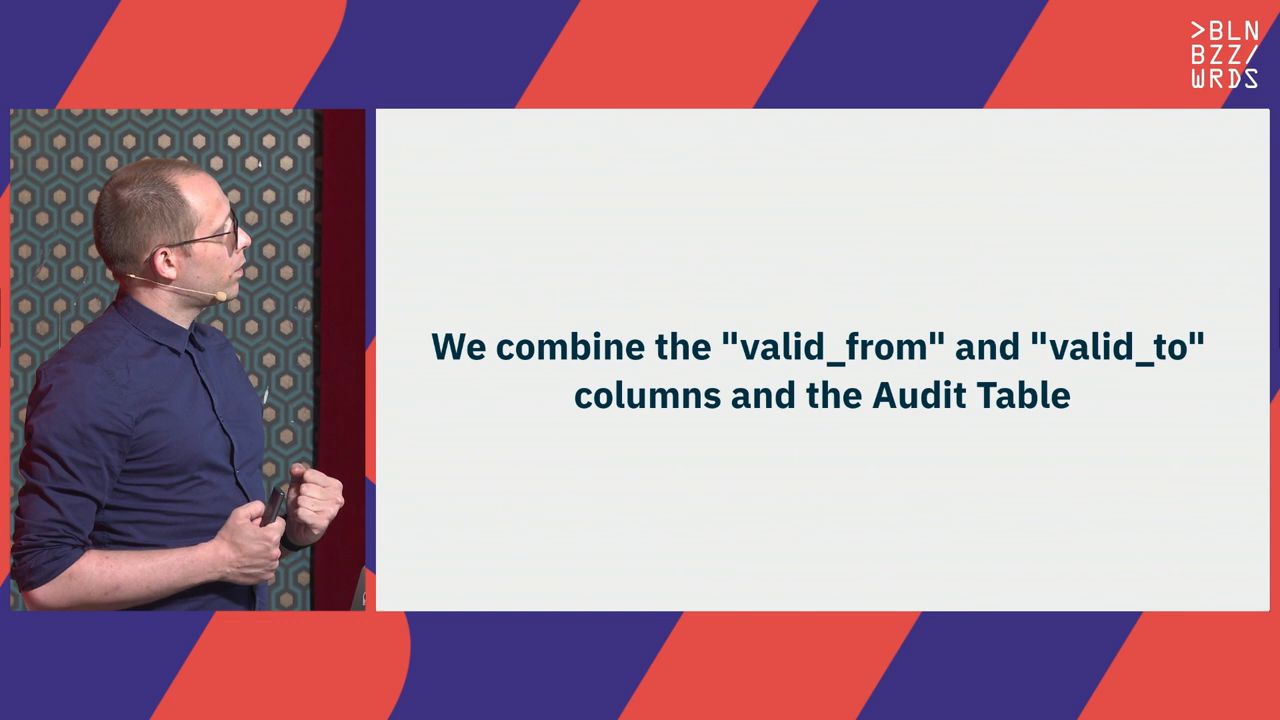 >BLN
BZZ/
WRDS
We combine the "valid_from" and "valid_to"
columns and the Audit Table